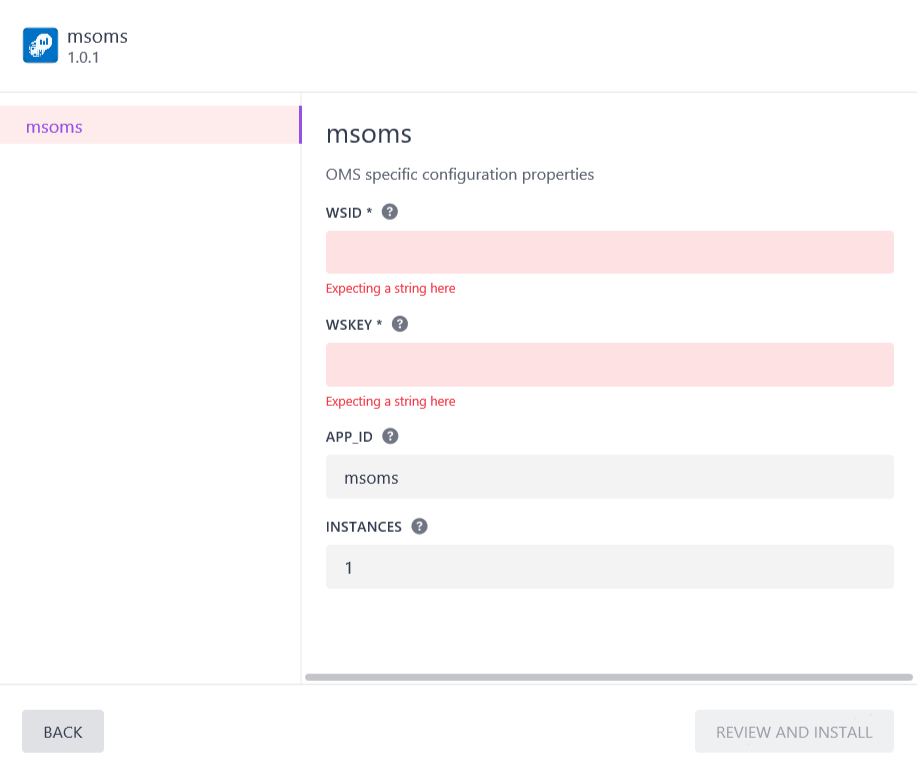 msoms
1.0.1
msoms
msoms
OMS specific configuration properties
WSID * ?
Expecting a string here
WSKEY * ?
Expecting a string here
APP_ID ?
msoms
INSTANCES ?
1
BACK
REVIEW AND INSTALL